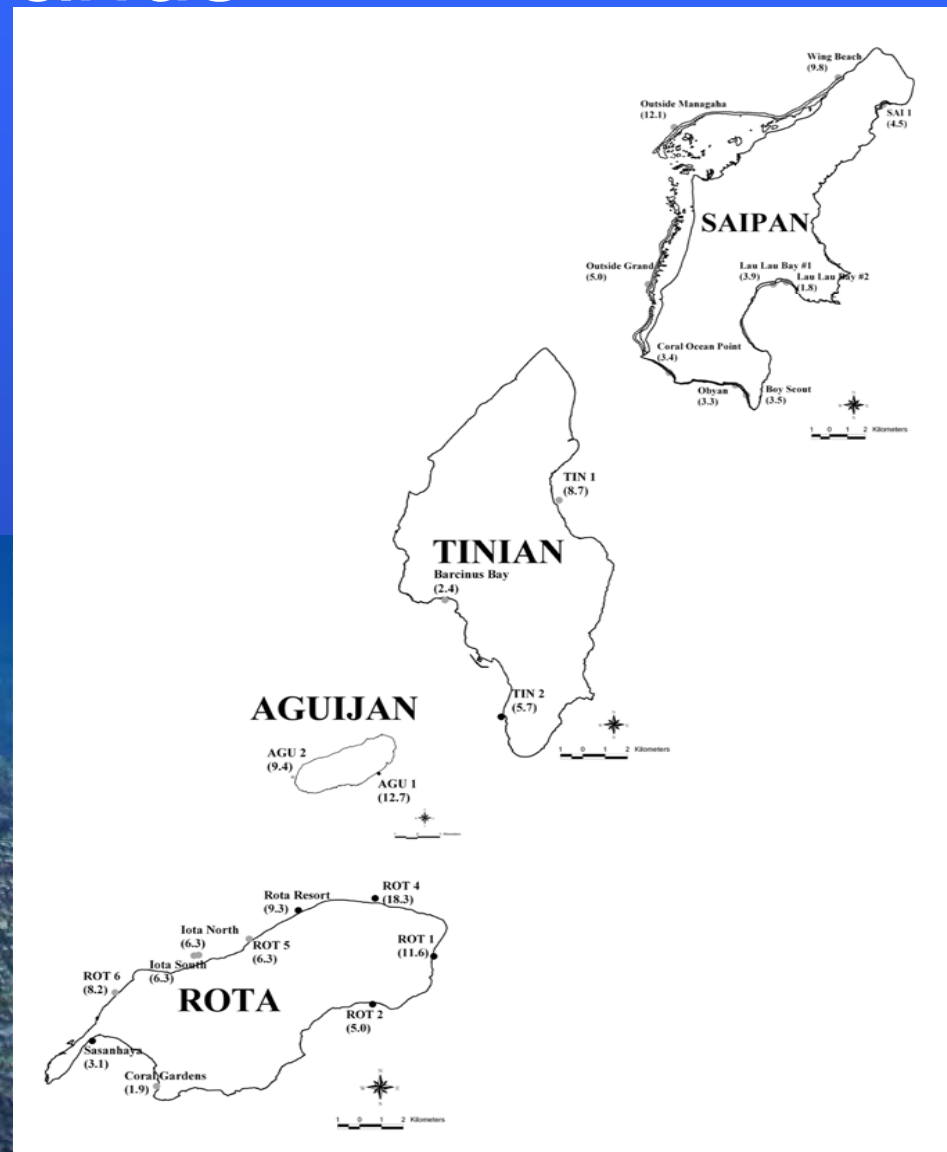 Wing Beach
(9.8)
Outside Managaha
(12.1)
SAI 1
(4.5)
SAIPAN
Outside Grand
(5.0)
Lau Lau Bay #1
(3.9)
Lau Lau Bay #2
(1.8)
Coral Ocean Point
(3.4)
Obyan
(3.3)
Boy Scout
(3.5)
1 0 1 2 Kilometers
TIN 1
(8.7)
TINIAN
Barcinus Bay
(2.4)
TIN 2
(5.7)
1 0 1 2 Kilometers
AGUIJAN
AGU 2
(9.4)
AGU 1
(12.7)
ROT 4
(18.3)
Rota Resort
(9.3)
Iota North
(6.3)
ROT 5
(6.3)
ROT 1
(11.6)
Iota South
(6.3)
ROT 6
(8.2)
ROTA
ROT 2
(5.0)
Sasanhaya
(3.1)
Coral Gardens
(1.9)
1 0 1 2 Kilometers